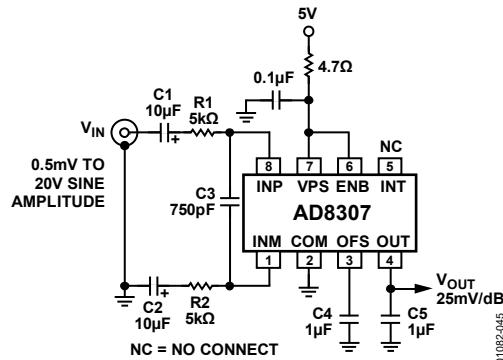 5V
4.7Ω
0.1µF
C1
10µF
R1
5kΩ
NC
VIN
0.5mV TO
20V SINE
AMPLITUDE
8 7 6 5
INP VPS ENB INT
C3
750pF
AD8307
INM COM OFS OUT
1 2 3 4
VOUT
25mV/dB
C2
10µF
R2
5kΩ
C4
1µF
C5
1µF
NC = NO CONNECT
01082-045